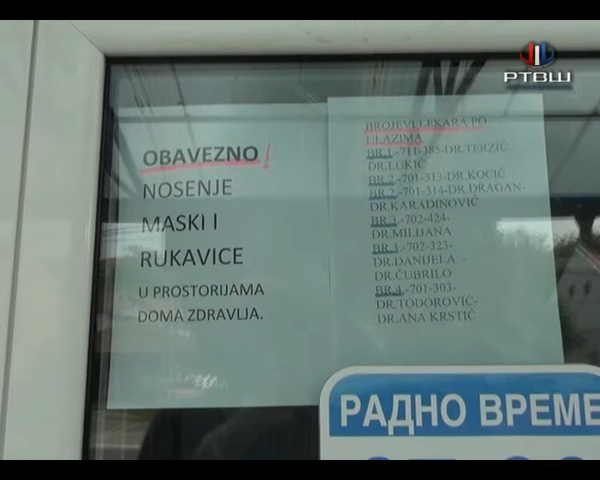 РТВШ
OBAVEZNO!
NOSENJE
MASKI I
RUKAVICE
U PROSTORIJAMA
DOMA ZDRAVLJA.
BROJEVI LEKARA PO
ULAZIMA
BR.1.-711-385-DR.TERZIĆ
DR.LUKIĆ
BR.2.-701-313-DR.KOCIĆ
BR.2.-701-314-DR.DRAGAN-
DR.KARADINOVIĆ
BR.3.-702-424-
DR.MILIJANA
BR.3.-702-323-
DR.DANIJELA -
DR.ČUBRILO
BR.4.-701-303-
DR.TODOROVIĆ-
DR.ANA KRSTIĆ
РАДНО ВРЕМЕ